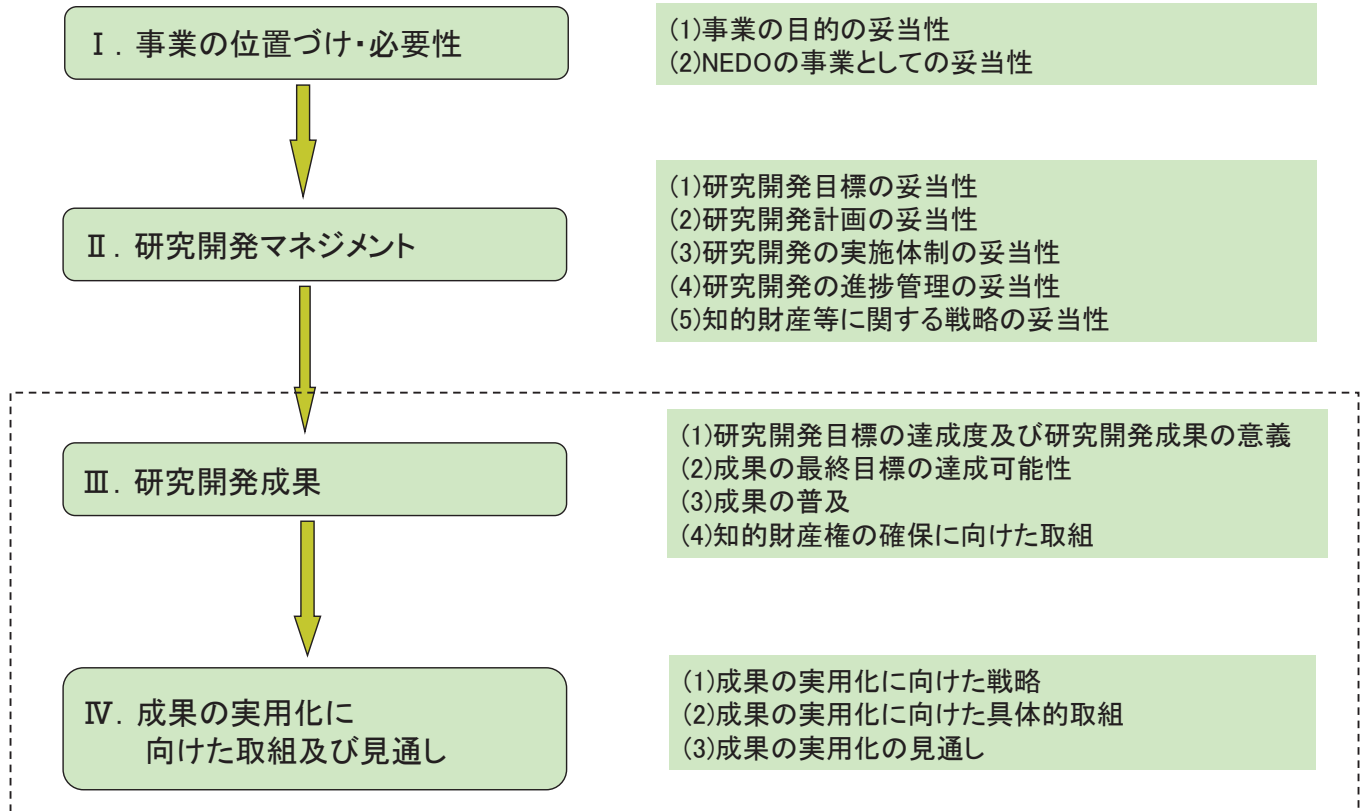 Ⅰ. 事業の位置づけ・必要性
(1)事業の目的の妥当性
(2)NEDOの事業としての妥当性
Ⅱ. 研究開発マネジメント
(1)研究開発目標の妥当性
(2)研究開発計画の妥当性
(3)研究開発の実施体制の妥当性
(4)研究開発の進捗管理の妥当性
(5)知的財産等に関する戦略の妥当性
Ⅲ. 研究開発成果
(1)研究開発目標の達成度及び研究開発成果の意義
(2)成果の最終目標の達成可能性
(3)成果の普及
(4)知的財産権の確保に向けた取組
Ⅳ. 成果の実用化に
向けた取組及び見通し
(1)成果の実用化に向けた戦略
(2)成果の実用化に向けた具体的取組
(3)成果の実用化の見通し